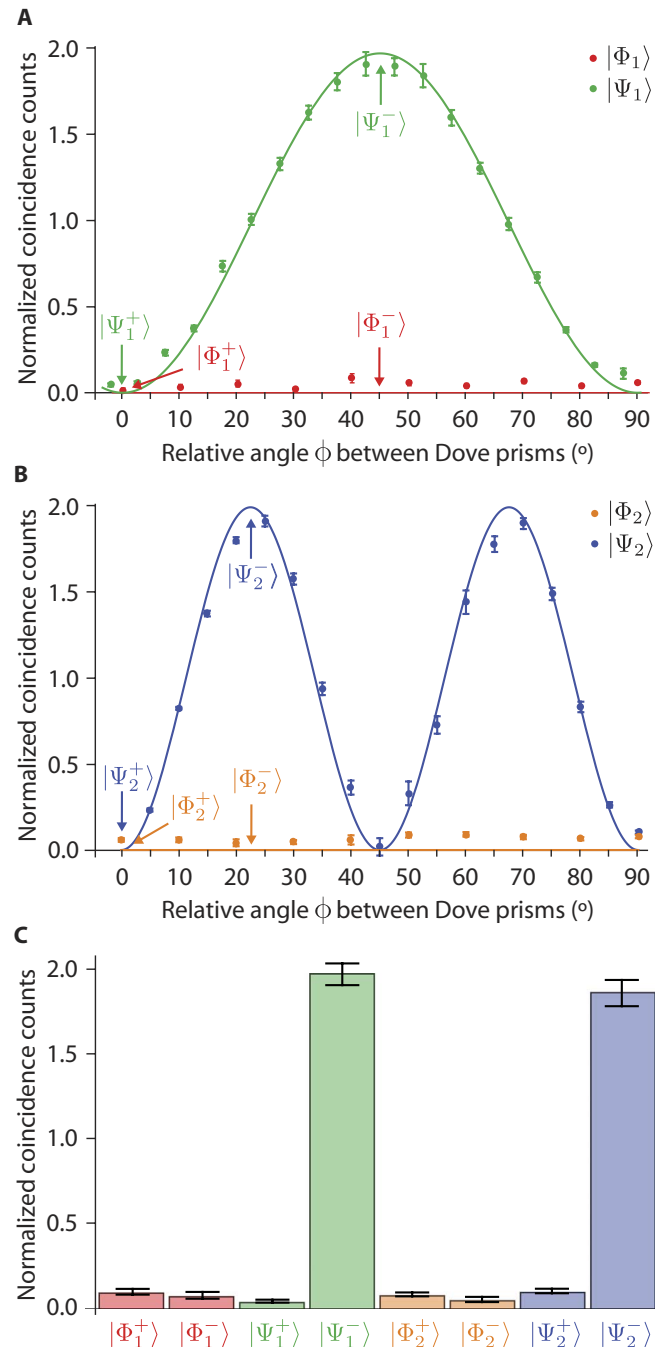 A
Normalized coincidence counts
2.0
1.5
1.0
0.5
0.0
|Φ₁⟩
|Ψ₁⟩
|Ψ₁⁻⟩
|Ψ₁⁺⟩
|Φ₁⁺⟩
|Φ₁⁻⟩
0 10 20 30 40 50 60 70 80 90
Relative angle ϕ between Dove prisms (º)
B
Normalized coincidence counts
2.0
1.5
1.0
0.5
0.0
|Φ₂⟩
|Ψ₂⟩
|Ψ₂⁻⟩
|Ψ₂⁺⟩
|Φ₂⁺⟩
|Φ₂⁻⟩
0 10 20 30 40 50 60 70 80 90
Relative angle ϕ between Dove prisms (º)
C
Normalized coincidence counts
2.0
1.5
1.0
0.5
0.0
|Φ₁⁺⟩ |Φ₁⁻⟩ |Ψ₁⁺⟩ |Ψ₁⁻⟩ |Φ₂⁺⟩ |Φ₂⁻⟩ |Ψ₂⁺⟩ |Ψ₂⁻⟩